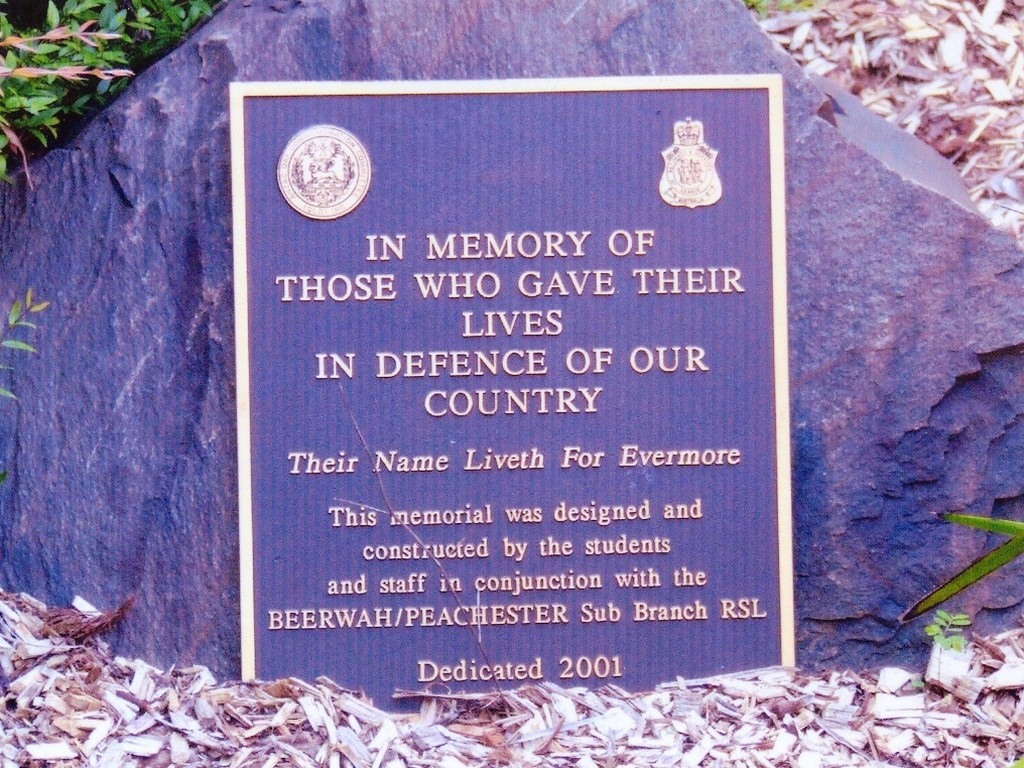 IN MEMORY OF
THOSE WHO GAVE THEIR
LIVES
IN DEFENCE OF OUR
COUNTRY
Their Name Liveth For Evermore
This memorial was designed and
constructed by the students
and staff in conjunction with the
BEERWAH/PEACHESTER Sub Branch RSL
Dedicated 2001